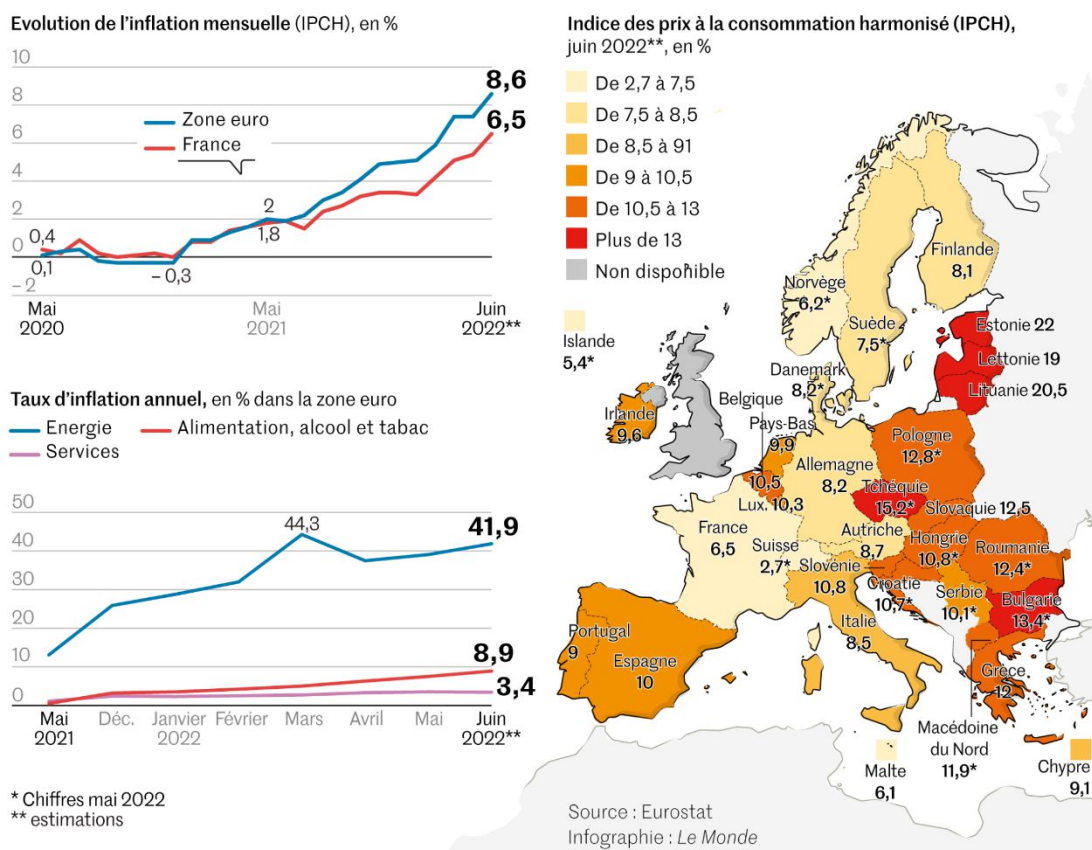 Evolution de l'inflation mensuelle (IPCH), en %
10
8
6
4
2
0
−2
8,6
6,5
Zone euro
France
0,4
0,1
− 0,3
2
1,8
Mai
2020
Mai
2021
Juin
2022**
Taux d'inflation annuel, en % dans la zone euro
Energie
Alimentation, alcool et tabac
Services
50
40
30
20
10
0
44,3
41,9
8,9
3,4
Mai
2021
Déc.
Janvier
2022
Février
Mars
Avril
Mai
Juin
2022**
* Chiffres mai 2022
** estimations
Indice des prix à la consommation harmonisé (IPCH),
juin 2022**, en %
De 2,7 à 7,5
De 7,5 à 8,5
De 8,5 à 91
De 9 à 10,5
De 10,5 à 13
Plus de 13
Non disponible
Islande
5,4*
Norvège
6,2*
Suède
7,5*
Finlande
8,1
Estonie 22
Lettonie 19
Lituanie 20,5
Danemark
8,2*
Irlande
9,6
Belgique
10,5
Pays-Bas
9,9
Lux. 10,3
Allemagne
8,2
Pologne
12,8*
Tchéquie
15,2*
Slovaquie 12,5
France
6,5
Suisse
2,7*
Autriche
8,7
Hongrie
10,8*
Roumanie
12,4*
Slovénie
10,8
Croatie
10,7*
Serbie
10,1*
Bulgarie
13,4*
Italie
8,5
Portugal
9
Espagne
10
Grèce
12
Macédoine
du Nord
11,9*
Malte
6,1
Chypre
9,1
Source : Eurostat
Infographie : Le Monde